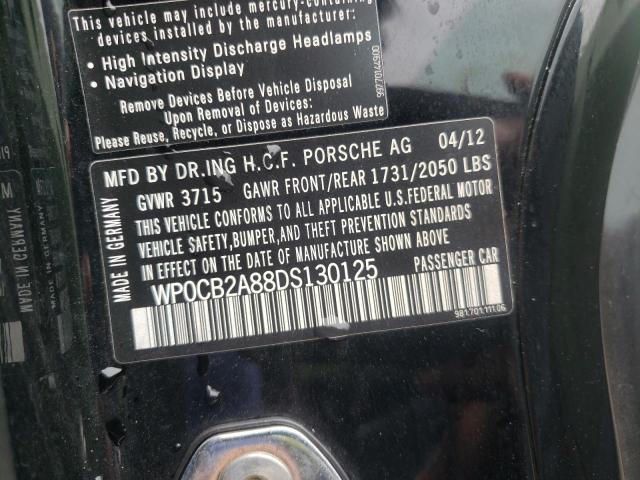 This vehicle may include mercury-containing
devices installed by the manufacturer:
• High Intensity Discharge Headlamps
• Navigation Display
Remove Devices Before Vehicle Disposal
Upon Removal of Devices:
Please Reuse, Recycle, or Dispose as Hazardous Waste
MFD BY DR.ING H.C.F. PORSCHE AG 04/12
GVWR 3715 GAWR FRONT/REAR 1731/2050 LBS
THIS VEHICLE CONFORMS TO ALL APPLICABLE U.S.FEDERAL MOTOR
VEHICLE SAFETY,BUMPER, AND THEFT PREVENTION STANDARDS
IN EFFECT ON THE DATE OF MANUFACTURE SHOWN ABOVE
WP0CB2A88DS130125 PASSENGER CAR
981.701.111.06
MADE IN GERMANY
MADE IN GERMANY